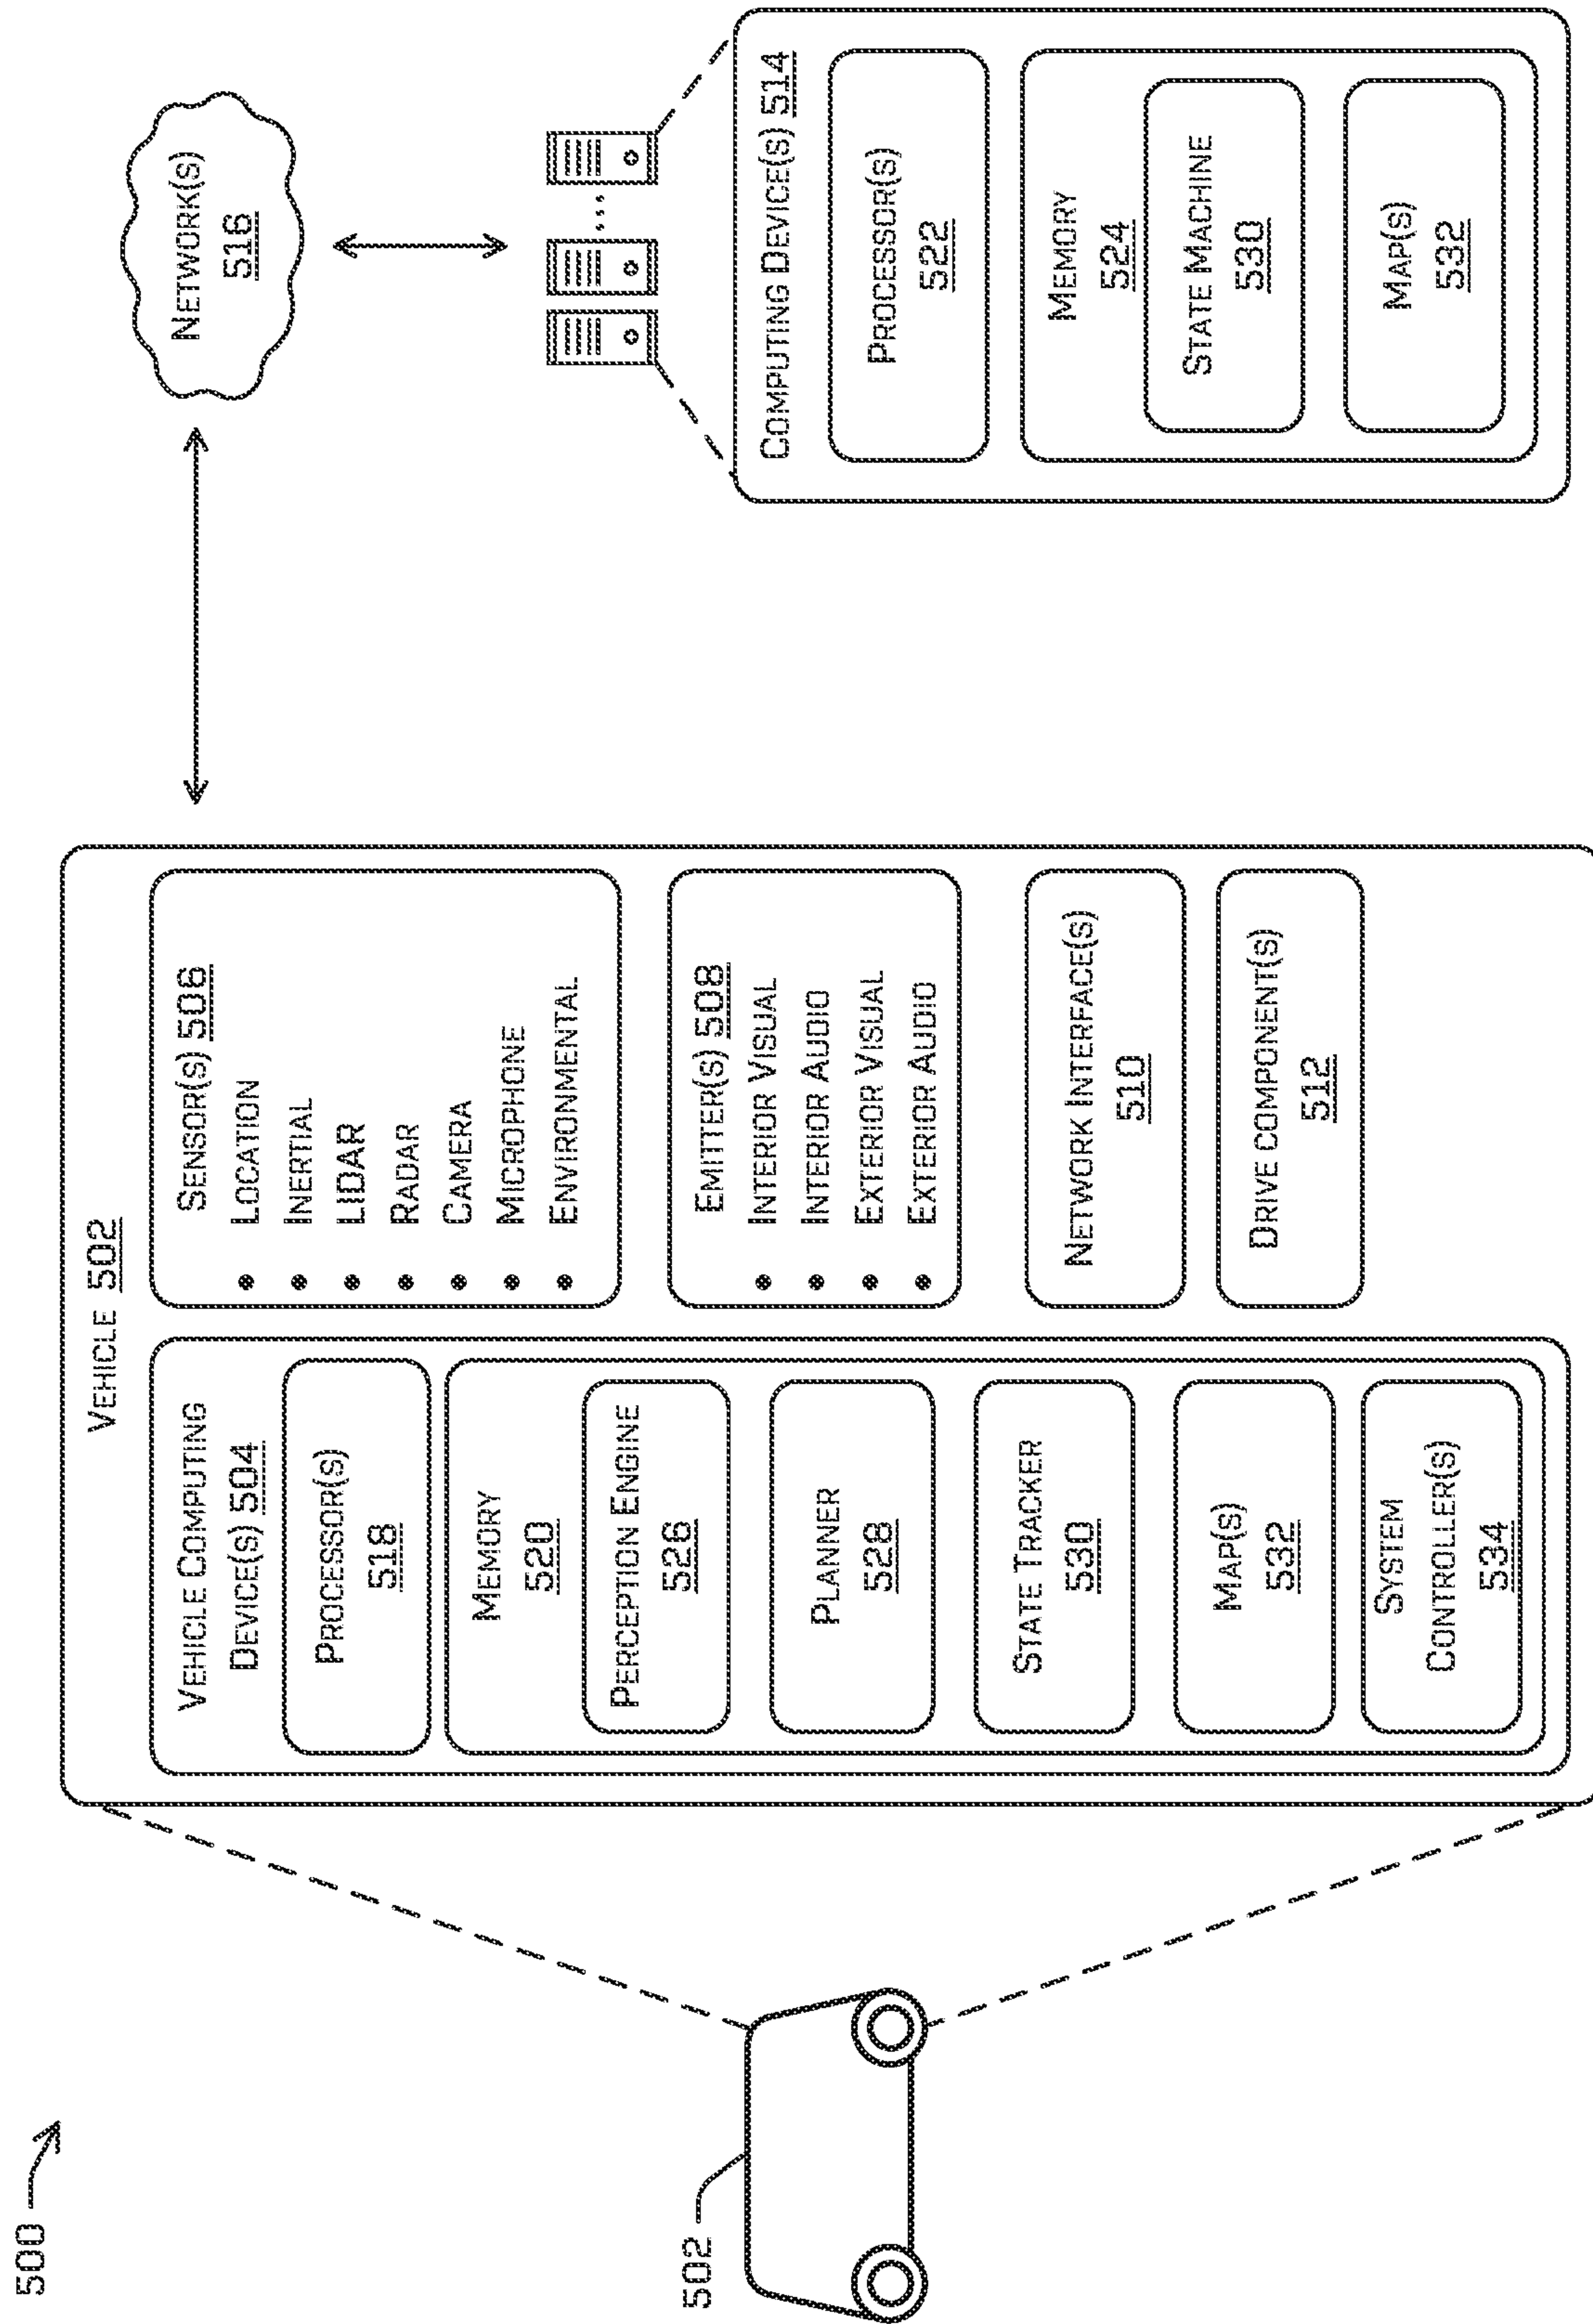 500
502
VEHICLE 502
VEHICLE COMPUTING
DEVICE(S) 504
PROCESSOR(S)
518
MEMORY
520
PERCEPTION ENGINE
526
PLANNER
528
STATE TRACKER
530
MAP(S)
532
SYSTEM
CONTROLLER(S)
534
SENSOR(S) 506
• LOCATION
• INERTIAL
• LIDAR
• RADAR
• CAMERA
• MICROPHONE
• ENVIRONMENTAL
EMITTER(S) 508
• INTERIOR VISUAL
• INTERIOR AUDIO
• EXTERIOR VISUAL
• EXTERIOR AUDIO
NETWORK INTERFACE(S)
510
DRIVE COMPONENT(S)
512
NETWORK(S)
516
COMPUTING DEVICE(S) 514
PROCESSOR(S)
522
MEMORY
524
STATE MACHINE
530
MAP(S)
532